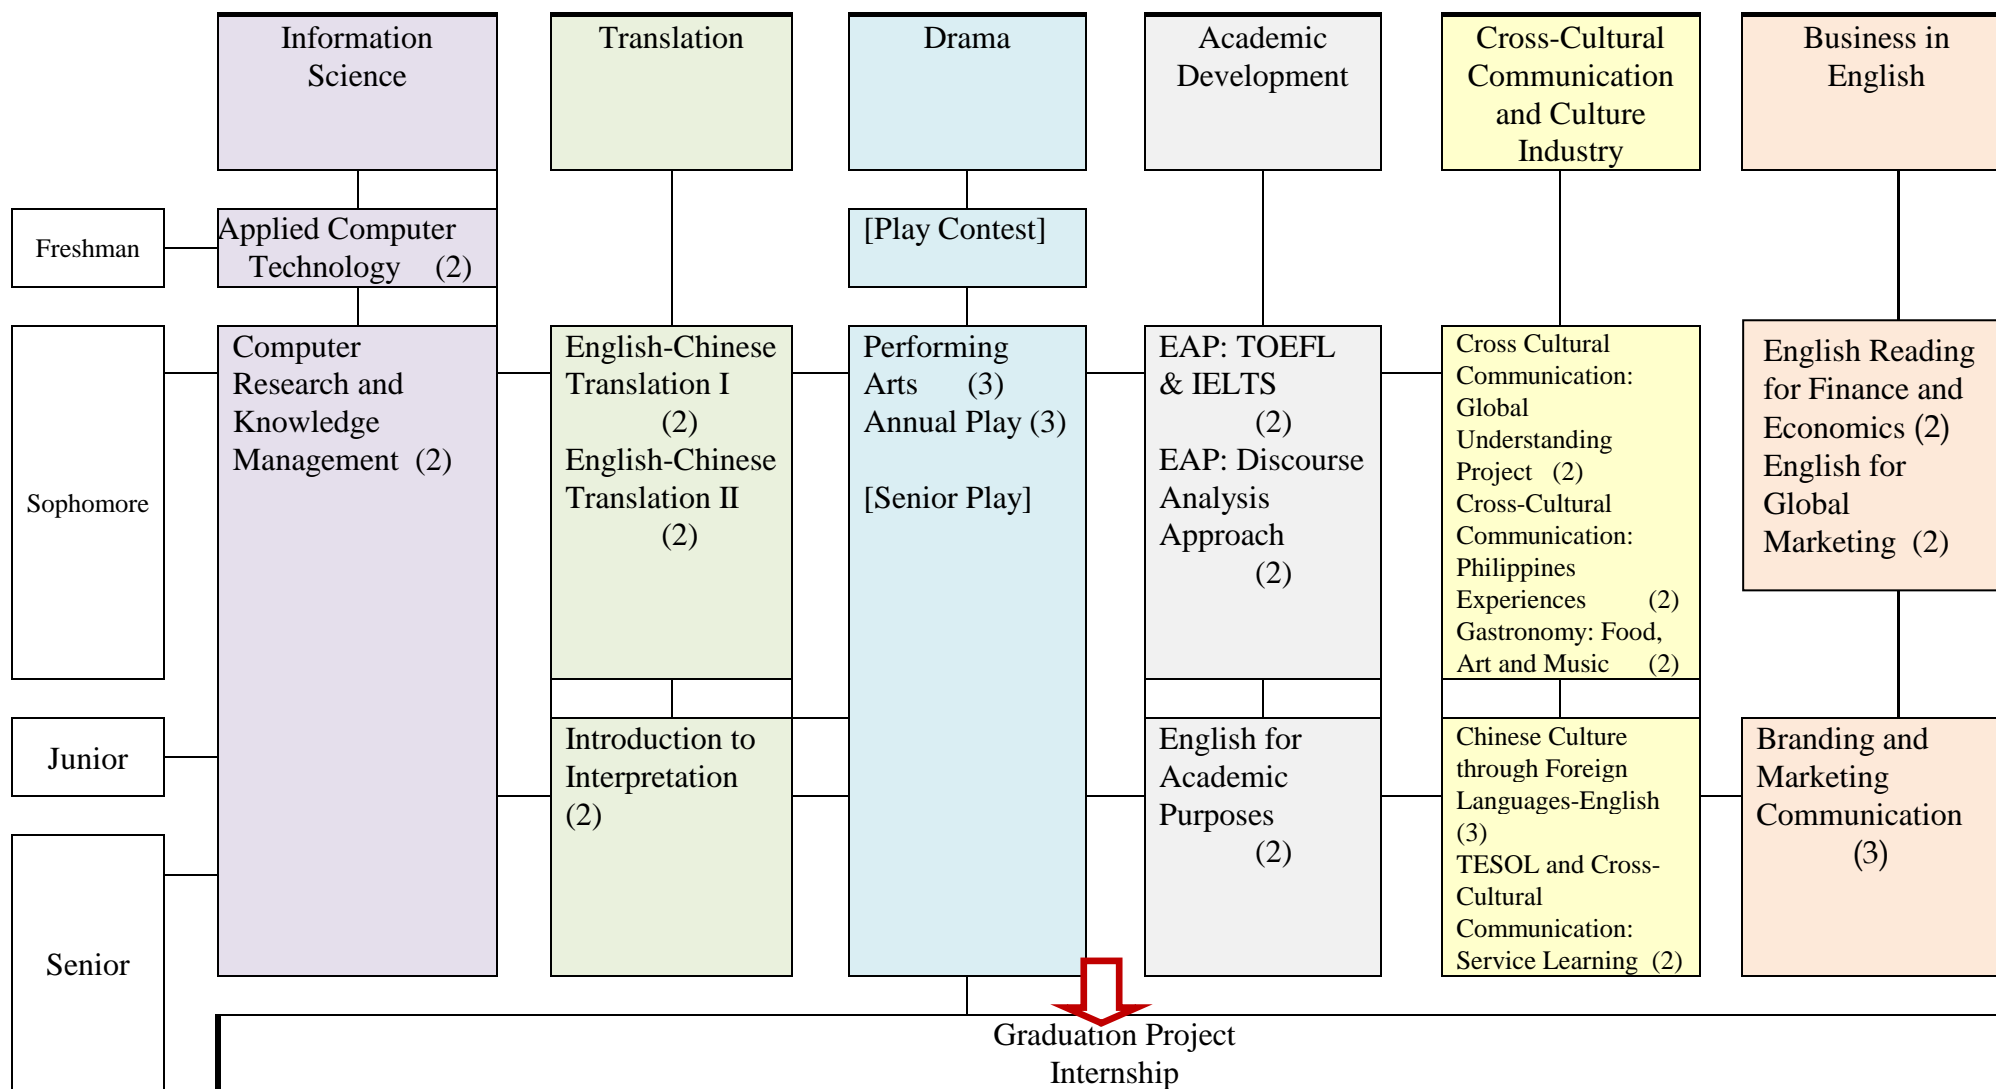 Information
Science
Translation
Drama
Academic
Development
Cross-Cultural
Communication
and Culture
Industry
Business in
English
Freshman
Applied Computer
Technology (2)
[Play Contest]
Sophomore
Computer
Research and
Knowledge
Management (2)
English-Chinese
Translation I
(2)
English-Chinese
Translation II
(2)
Performing
Arts (3)
Annual Play (3)
[Senior Play]
EAP: TOEFL
& IELTS
(2)
EAP: Discourse
Analysis
Approach
(2)
Cross Cultural
Communication:
Global
Understanding
Project (2)
Cross-Cultural
Communication:
Philippines
Experiences (2)
Gastronomy: Food,
Art and Music (2)
English Reading
for Finance and
Economics (2)
English for
Global
Marketing (2)
Junior
Introduction to
Interpretation
(2)
English for
Academic
Purposes
(2)
Chinese Culture
through Foreign
Languages-English
(3)
TESOL and Cross-
Cultural
Communication:
Service Learning (2)
Branding and
Marketing
Communication
(3)
Senior
Graduation Project
Internship